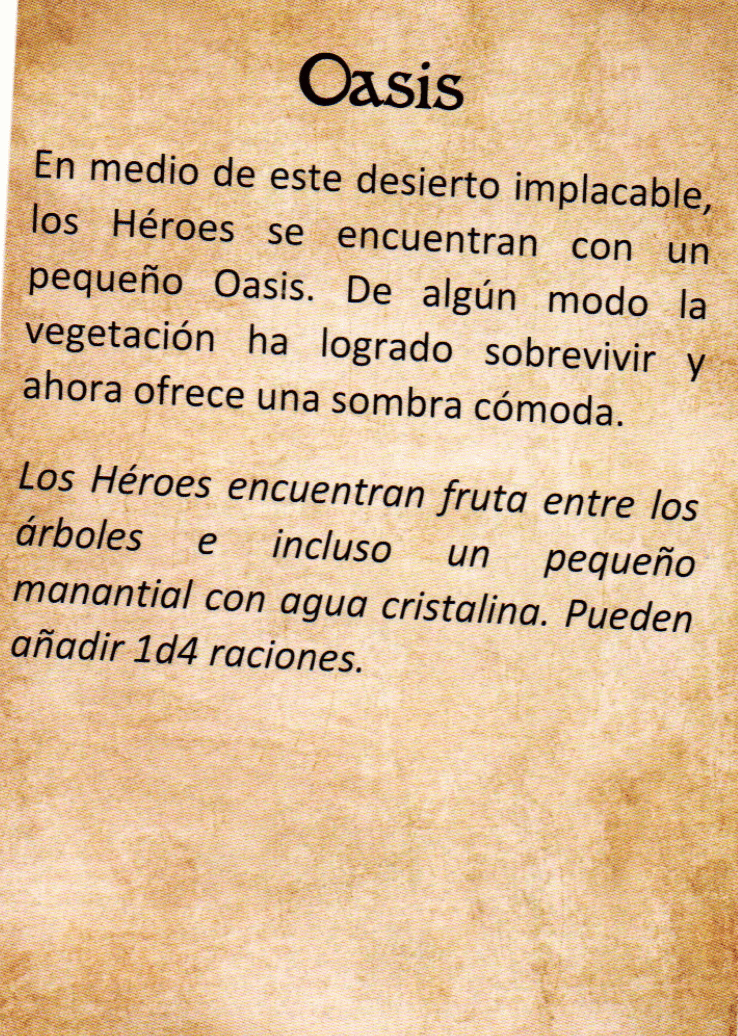 Oasis
En medio de este desierto implacable,
los Héroes se encuentran con un
pequeño Oasis. De algún modo la
vegetación ha logrado sobrevivir y
ahora ofrece una sombra cómoda.
Los Héroes encuentran fruta entre los
árboles e incluso un pequeño
manantial con agua cristalina. Pueden
añadir 1d4 raciones.